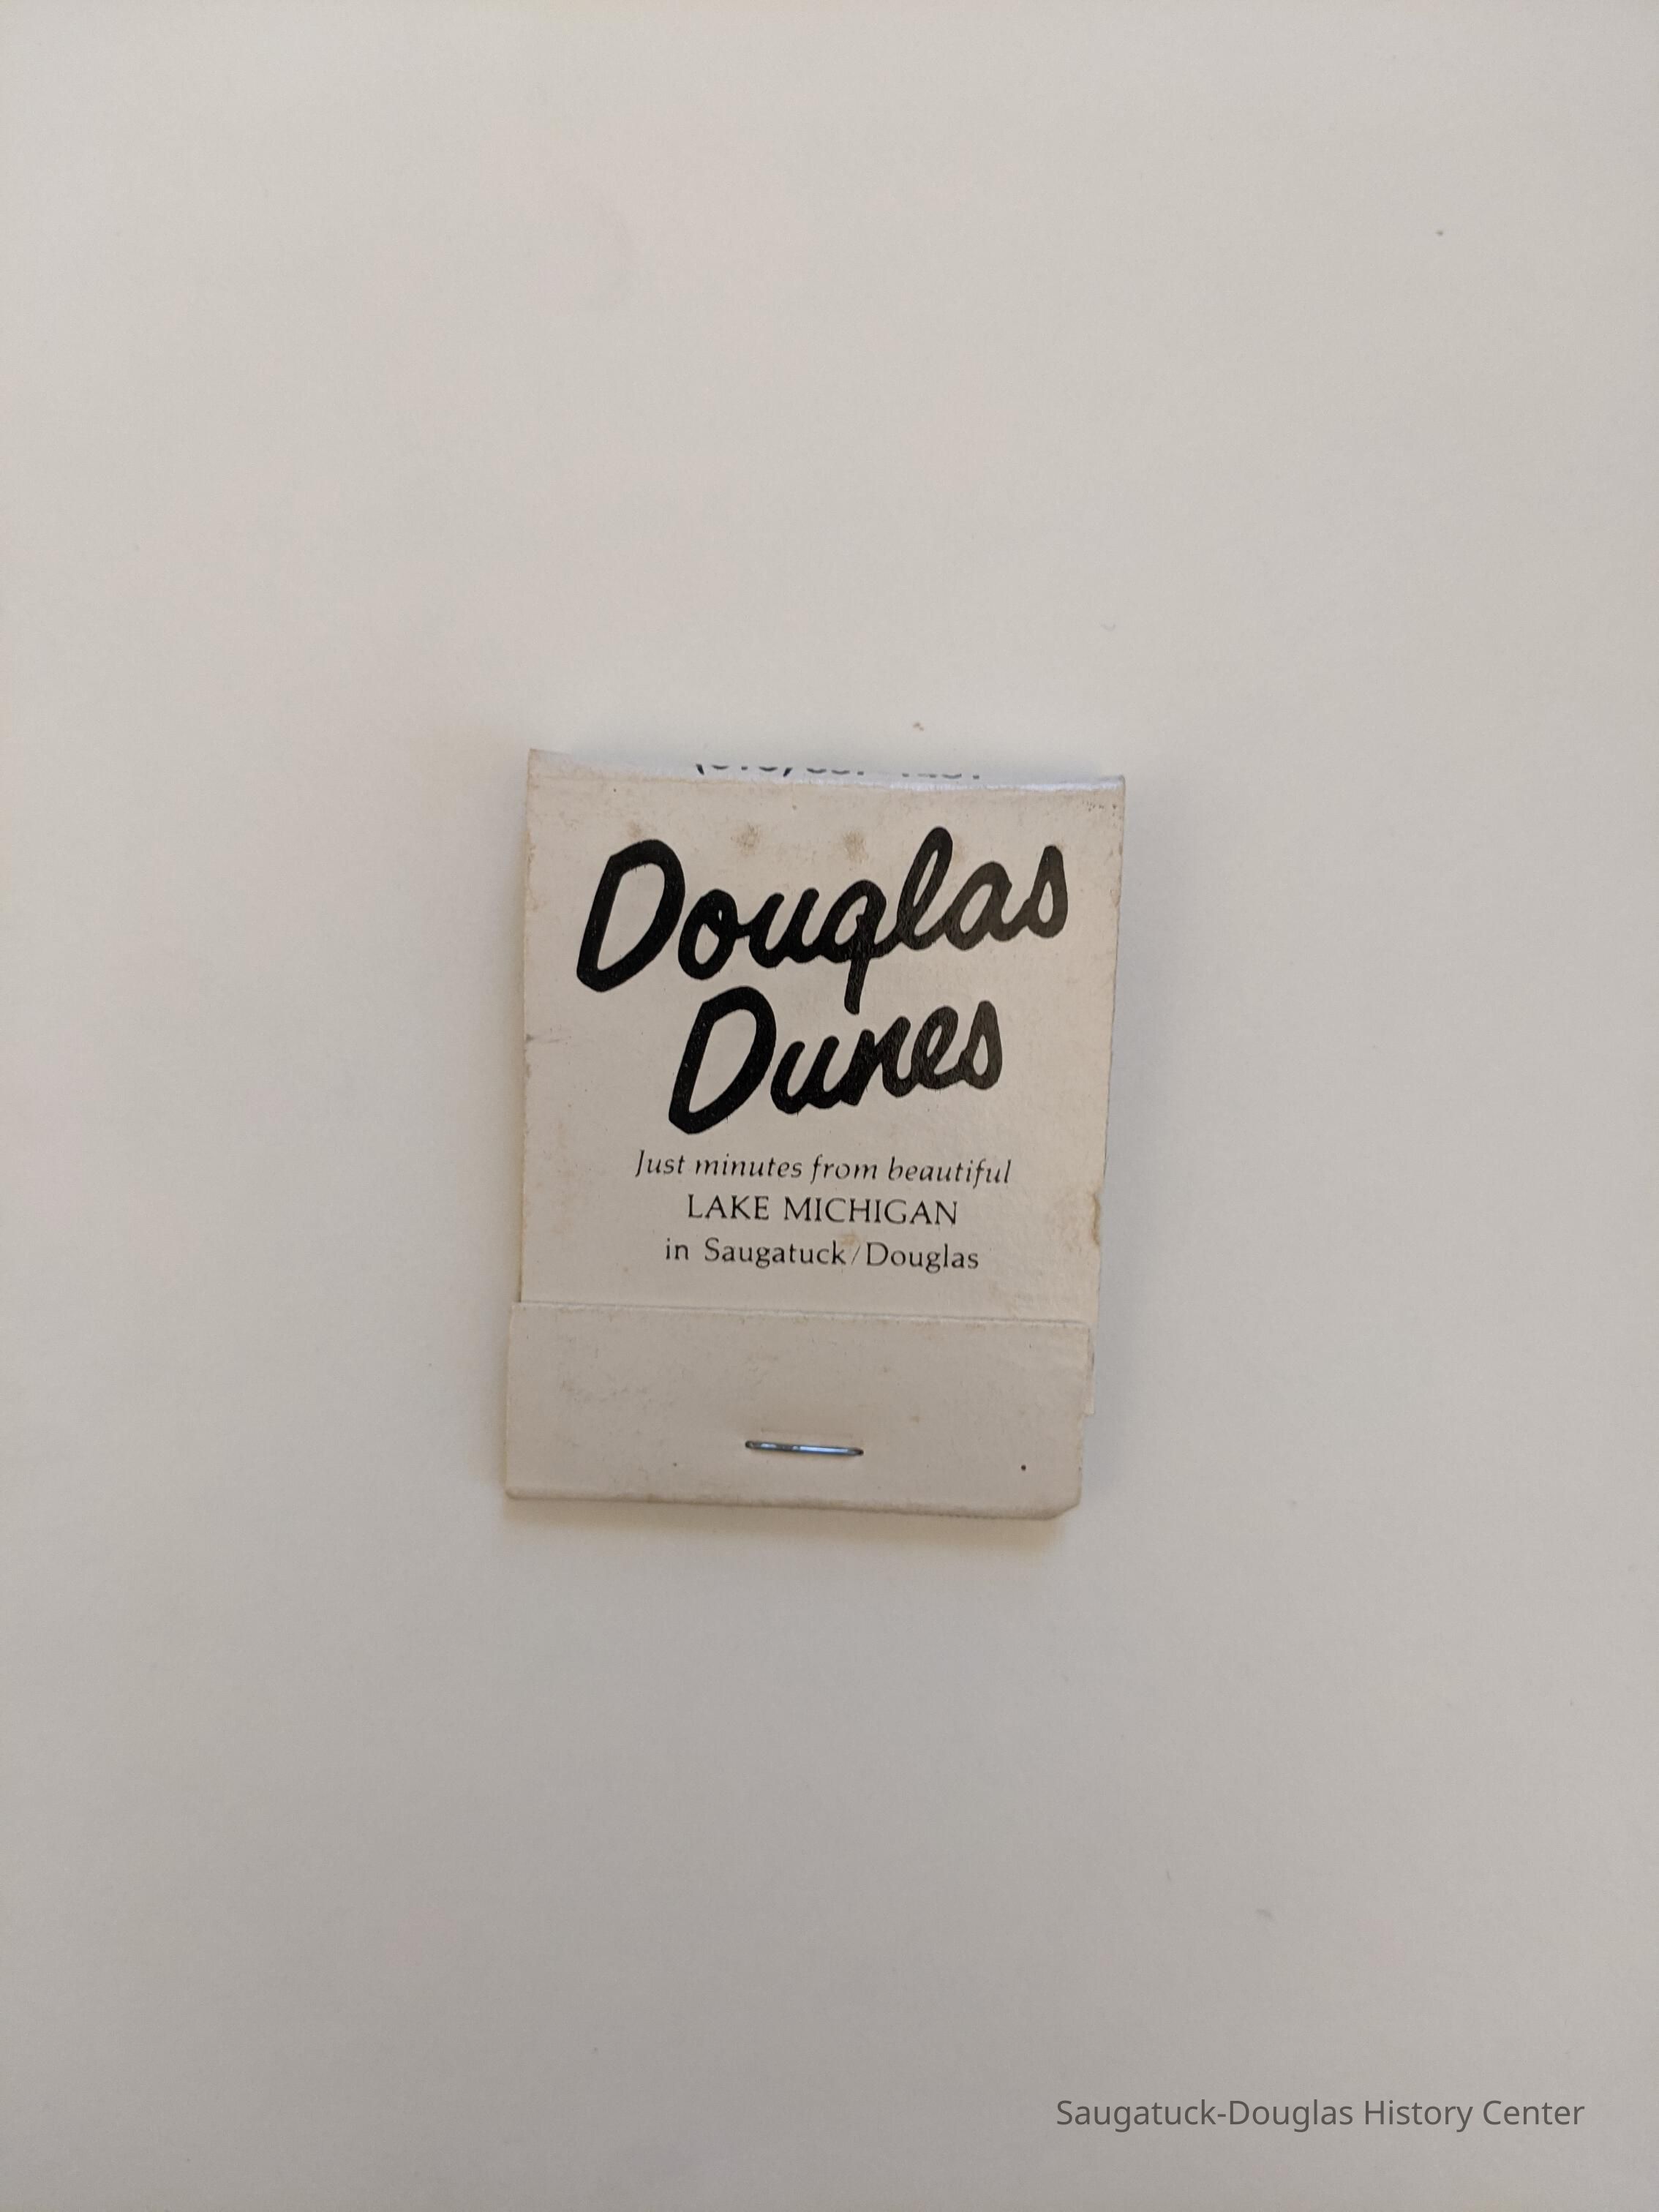 Douglas
Dunes
Just minutes from beautiful
LAKE MICHIGAN
in Saugatuck/Douglas
Saugatuck-Douglas History Center